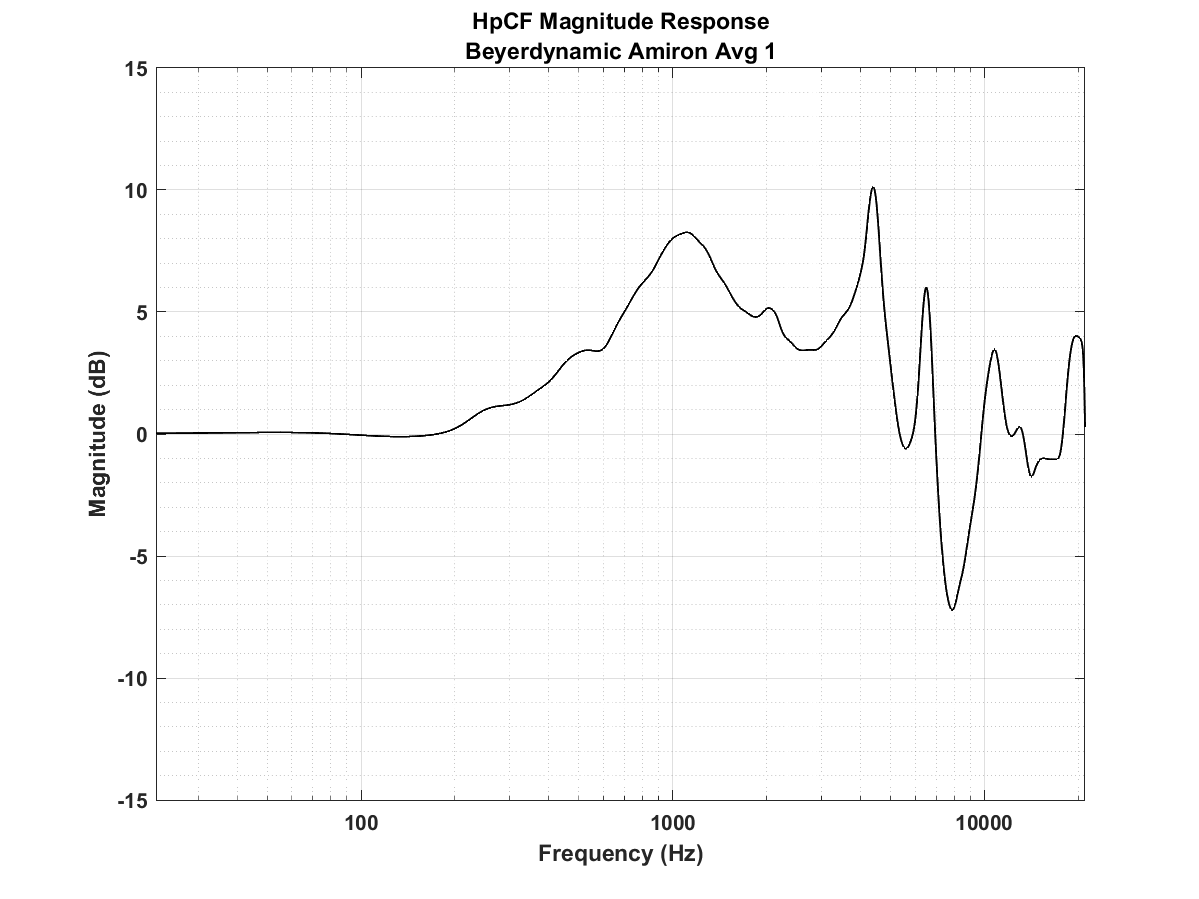 HpCF Magnitude Response
Beyerdynamic Amiron Avg 1
15
10
5
0
-5
-10
-15
Magnitude (dB)
100
1000
10000
Frequency (Hz)